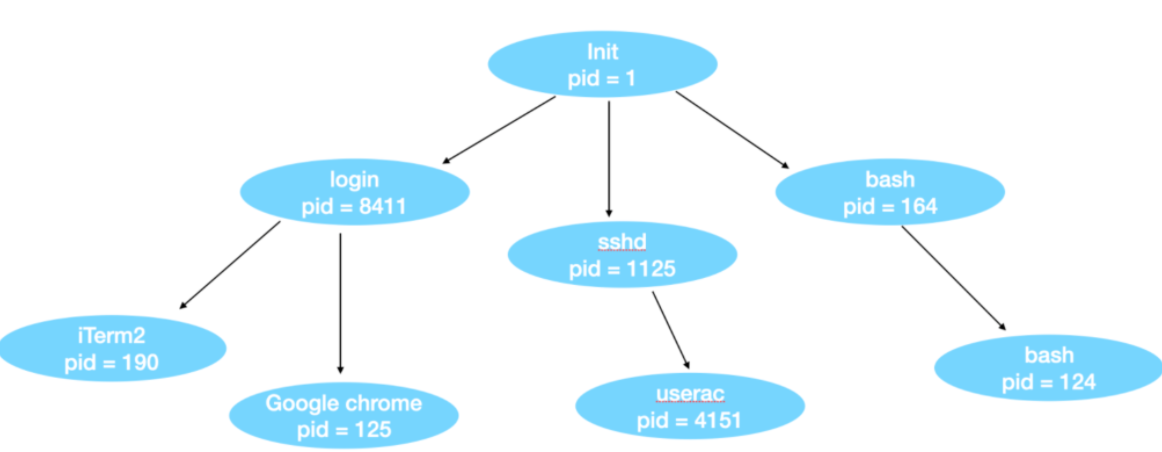 Init
pid = 1
login
pid = 8411
bash
pid = 164
sshd
pid = 1125
iTerm2
pid = 190
Google chrome
pid = 125
userac
pid = 4151
bash
pid = 124